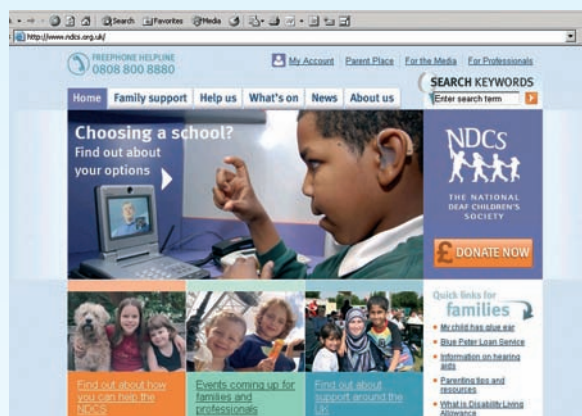 Search
Favorites
Media
http://www.ndcs.org.uk/
FREEPHONE HELPLINE
0808 800 8880
My Account
Parent Place
For the Media
For Professionals
SEARCH KEYWORDS
Enter search term
Home
Family support
Help us
What's on
News
About us
Choosing a school?
Find out about
your options
NDCS
THE NATIONAL
DEAF CHILDREN'S
SOCIETY
£ DONATE NOW
Find out about how
you can help the
NDCS
Events coming up for
families and
professionals
Find out about
support around the
UK
Quick links for
families
My child has glue ear
Blue Peter Loan Service
Information on hearing
aids
Parenting tips and
resources
What is Disability Living
Allowance